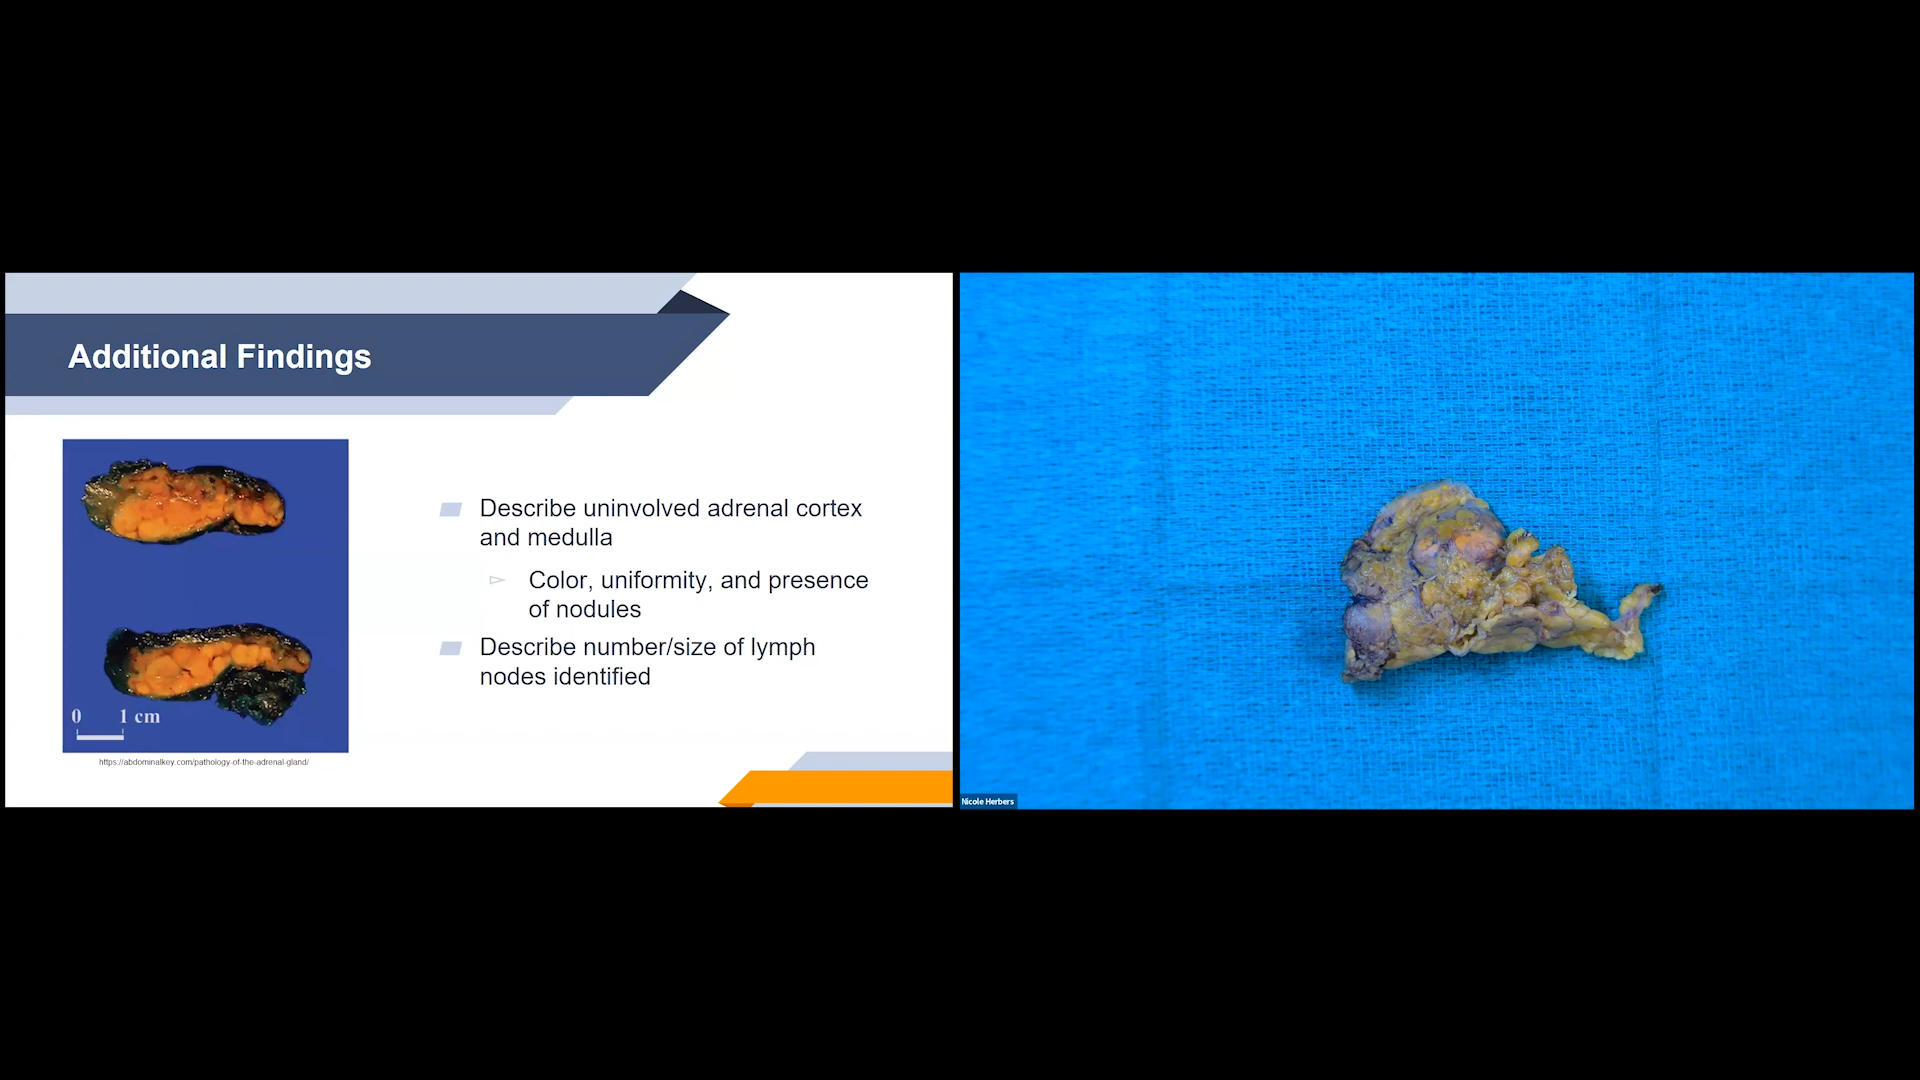 Additional Findings
Describe uninvolved adrenal cortex
and medulla
Color, uniformity, and presence
of nodules
Describe number/size of lymph
nodes identified
0 1 cm
https://abdominalkey.com/pathology-of-the-adrenal-gland/
Nicole Herbers